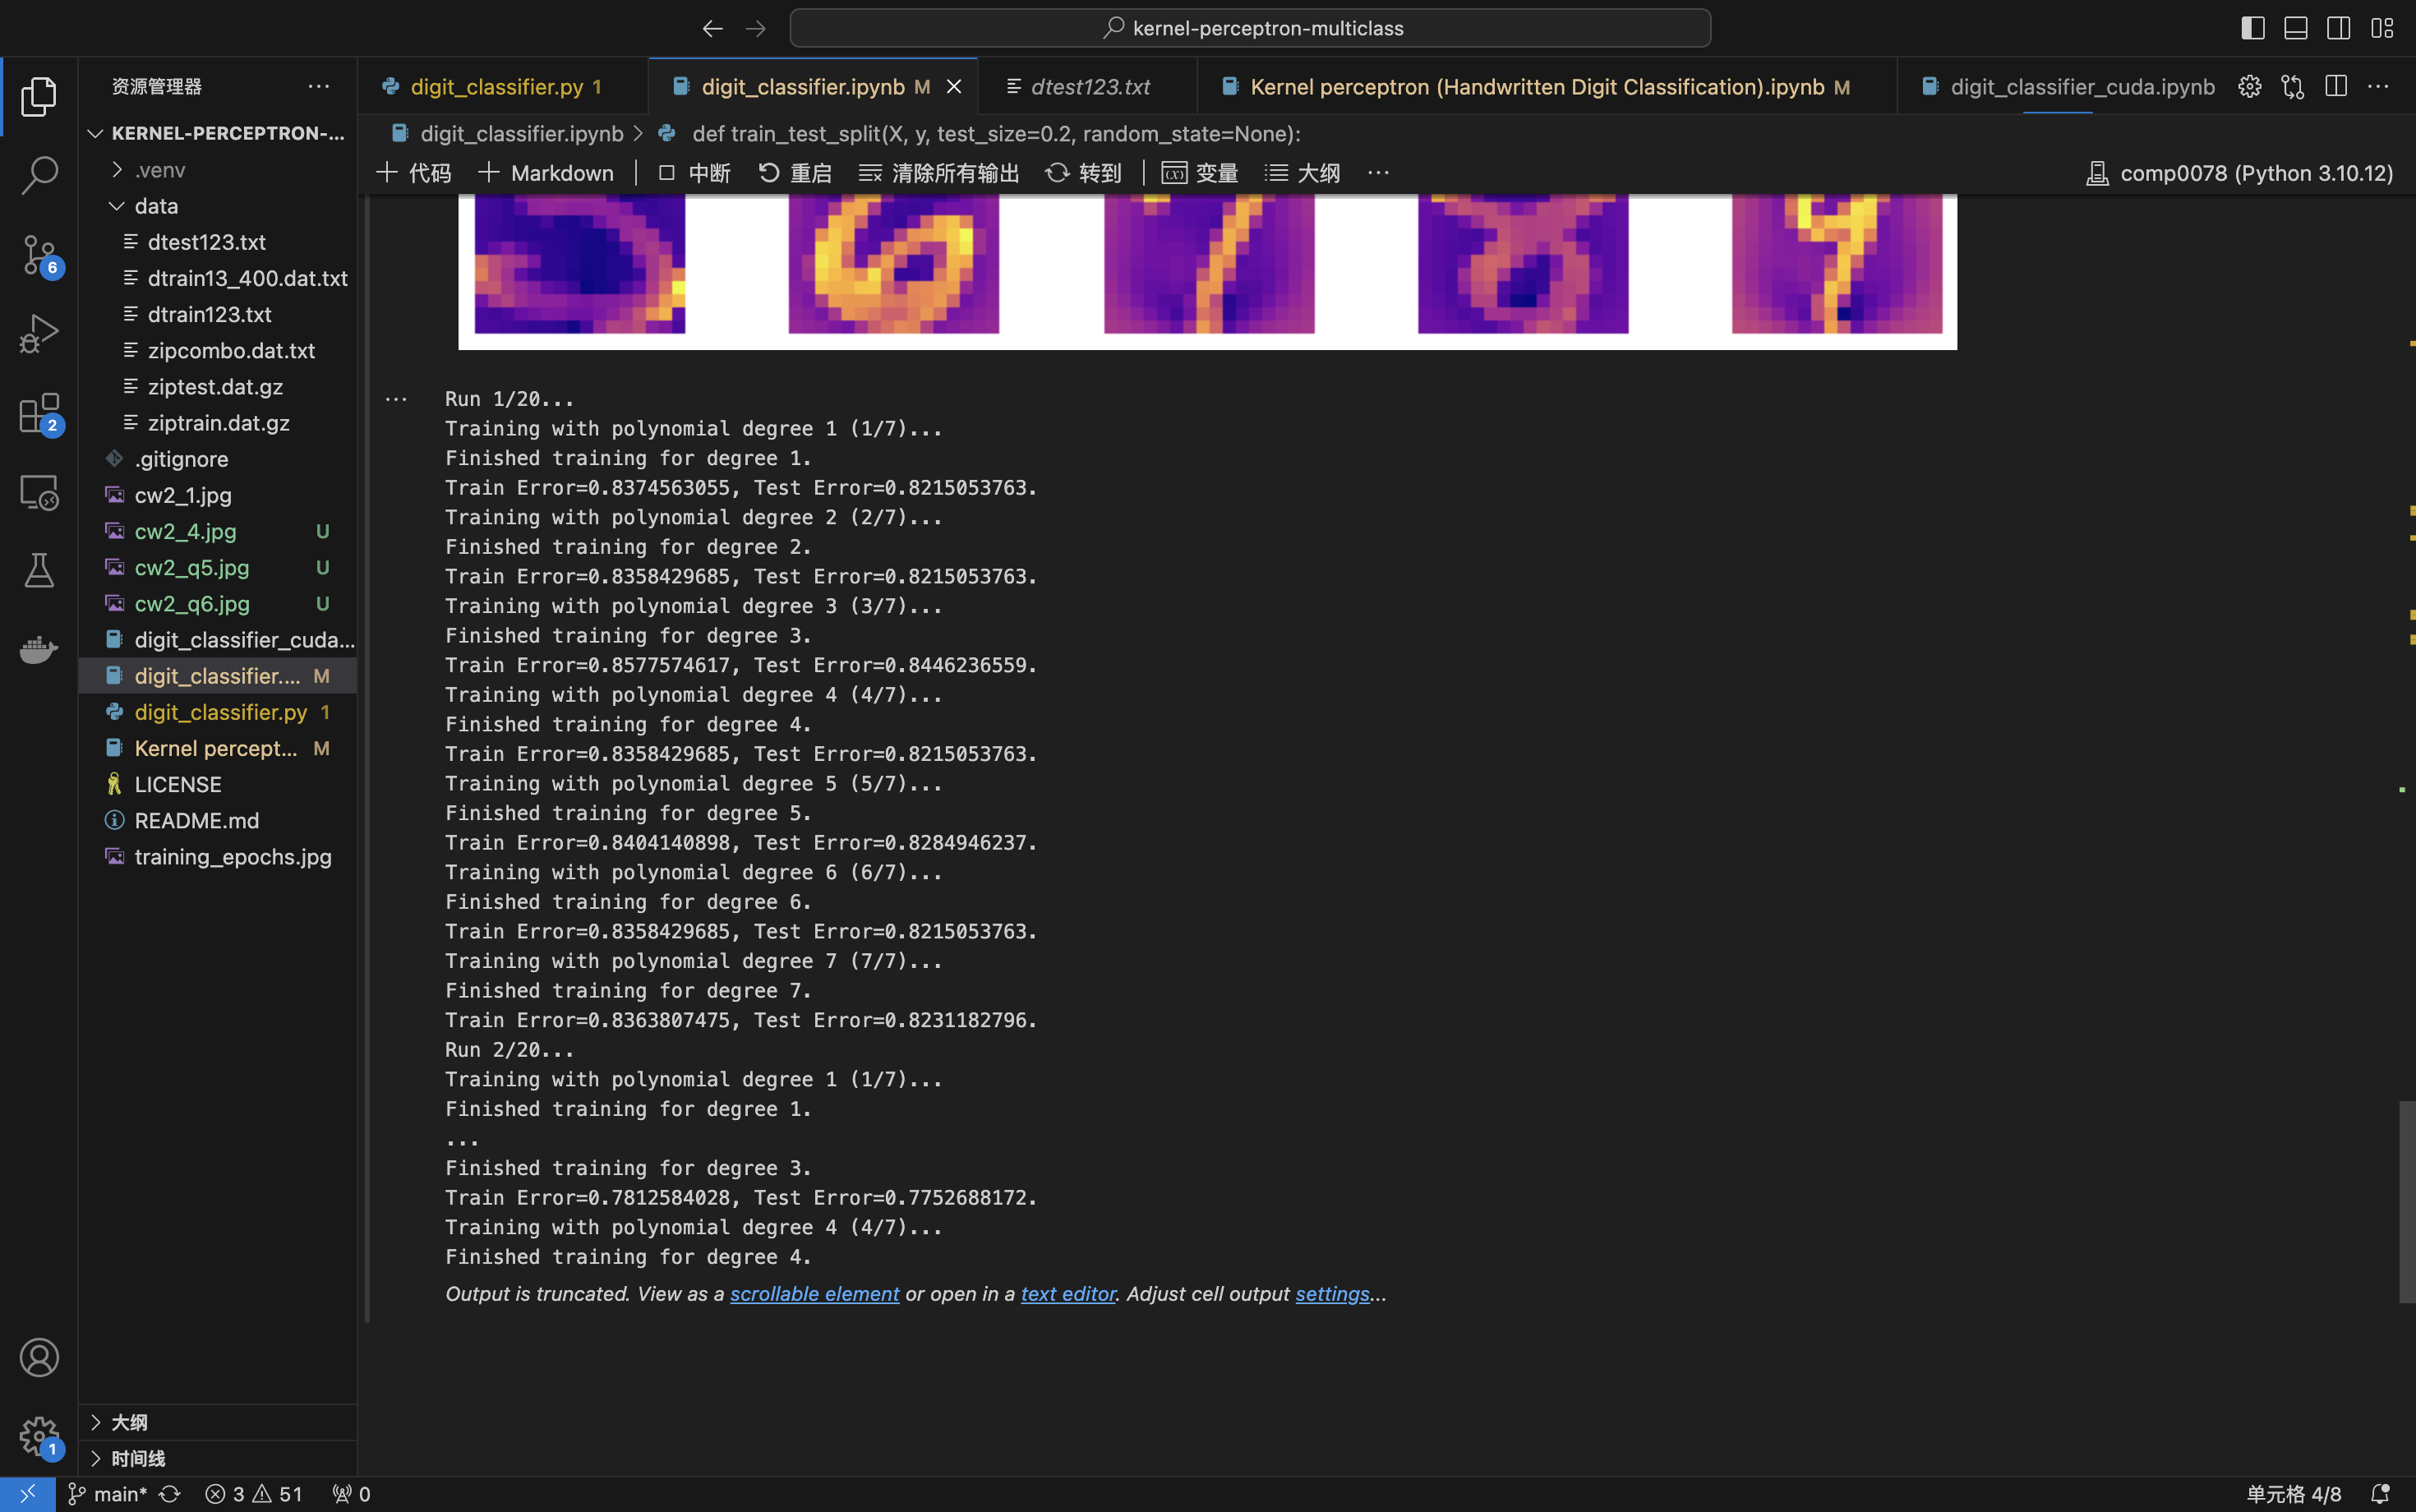 kernel-perceptron-multiclass
资源管理器
digit_classifier.py 1
digit_classifier.ipynb M
dtest123.txt
Kernel perceptron (Handwritten Digit Classification).ipynb M
digit_classifier_cuda.ipynb
KERNEL-PERCEPTRON-...
.venv
data
dtest123.txt
dtrain13_400.dat.txt
dtrain123.txt
zipcombo.dat.txt
ziptest.dat.gz
ziptrain.dat.gz
.gitignore
cw2_1.jpg
cw2_4.jpg U
cw2_q5.jpg U
cw2_q6.jpg U
digit_classifier_cuda...
digit_classifier.... M
digit_classifier.py 1
Kernel percept... M
LICENSE
README.md
training_epochs.jpg
大纲
时间线
6
2
1
digit_classifier.ipynb > def train_test_split(X, y, test_size=0.2, random_state=None):
代码 Markdown 中断 重启 清除所有输出 转到 变量 大纲 ...
comp0078 (Python 3.10.12)
Run 1/20...
Training with polynomial degree 1 (1/7)...
Finished training for degree 1.
Train Error=0.8374563055, Test Error=0.8215053763.
Training with polynomial degree 2 (2/7)...
Finished training for degree 2.
Train Error=0.8358429685, Test Error=0.8215053763.
Training with polynomial degree 3 (3/7)...
Finished training for degree 3.
Train Error=0.8577574617, Test Error=0.8446236559.
Training with polynomial degree 4 (4/7)...
Finished training for degree 4.
Train Error=0.8358429685, Test Error=0.8215053763.
Training with polynomial degree 5 (5/7)...
Finished training for degree 5.
Train Error=0.8404140898, Test Error=0.8284946237.
Training with polynomial degree 6 (6/7)...
Finished training for degree 6.
Train Error=0.8358429685, Test Error=0.8215053763.
Training with polynomial degree 7 (7/7)...
Finished training for degree 7.
Train Error=0.8363807475, Test Error=0.8231182796.
Run 2/20...
Training with polynomial degree 1 (1/7)...
Finished training for degree 1.
...
Finished training for degree 3.
Train Error=0.7812584028, Test Error=0.7752688172.
Training with polynomial degree 4 (4/7)...
Finished training for degree 4.
Output is truncated. View as a scrollable element or open in a text editor. Adjust cell output settings...
main* 3 51 0
单元格 4/8